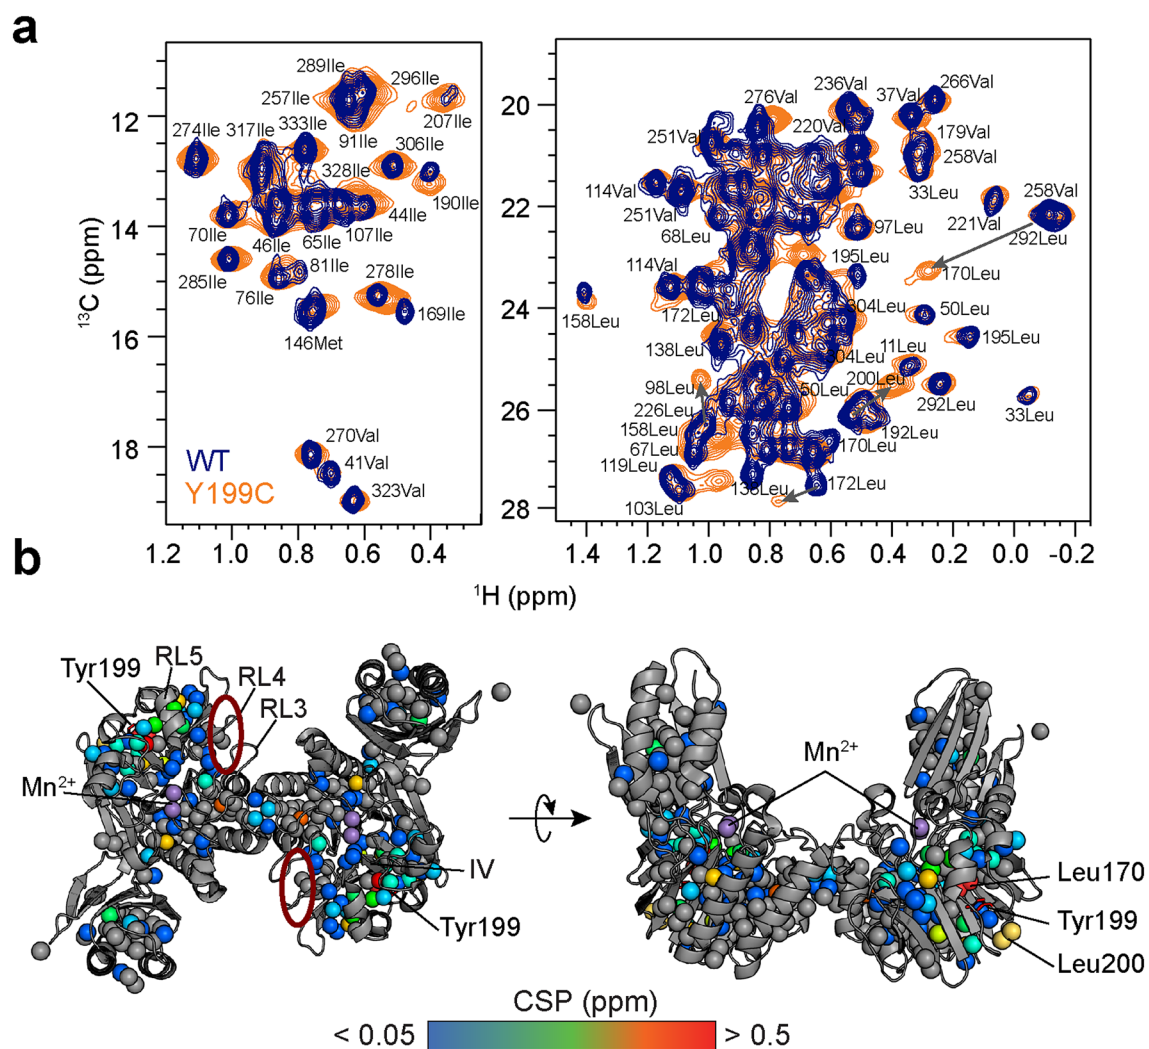 a
289Ile
296Ile
257Ile
207Ile
91Ile
274Ile
317Ile
333Ile
306Ile
328Ile
190Ile
44Ile
70Ile
46Ile
65Ile
107Ile
285Ile
81Ile
278Ile
76Ile
169Ile
146Met
270Val
41Val
323Val
WT
Y199C
12
14
16
18
13C (ppm)
1.2 1.0 0.8 0.6 0.4
276Val
236Val
37Val
266Val
251Val
220Val
179Val
258Val
114Val
33Leu
258Val
251Val
221Val
68Leu
97Leu
292Leu
114Val
195Leu
170Leu
158Leu
172Leu
304Leu
50Leu
138Leu
11Leu
195Leu
304Leu
98Leu
50Leu
200Leu
292Leu
33Leu
226Leu
158Leu
192Leu
67Leu
170Leu
119Leu
138Leu
172Leu
103Leu
20
22
24
26
28
1.4 1.2 1.0 0.8 0.6 0.4 0.2 0.0 -0.2
1H (ppm)
b
Tyr199
RL5
RL4
RL3
Mn2+
IV
Tyr199
Mn2+
Leu170
Tyr199
Leu200
CSP (ppm)
< 0.05
> 0.5